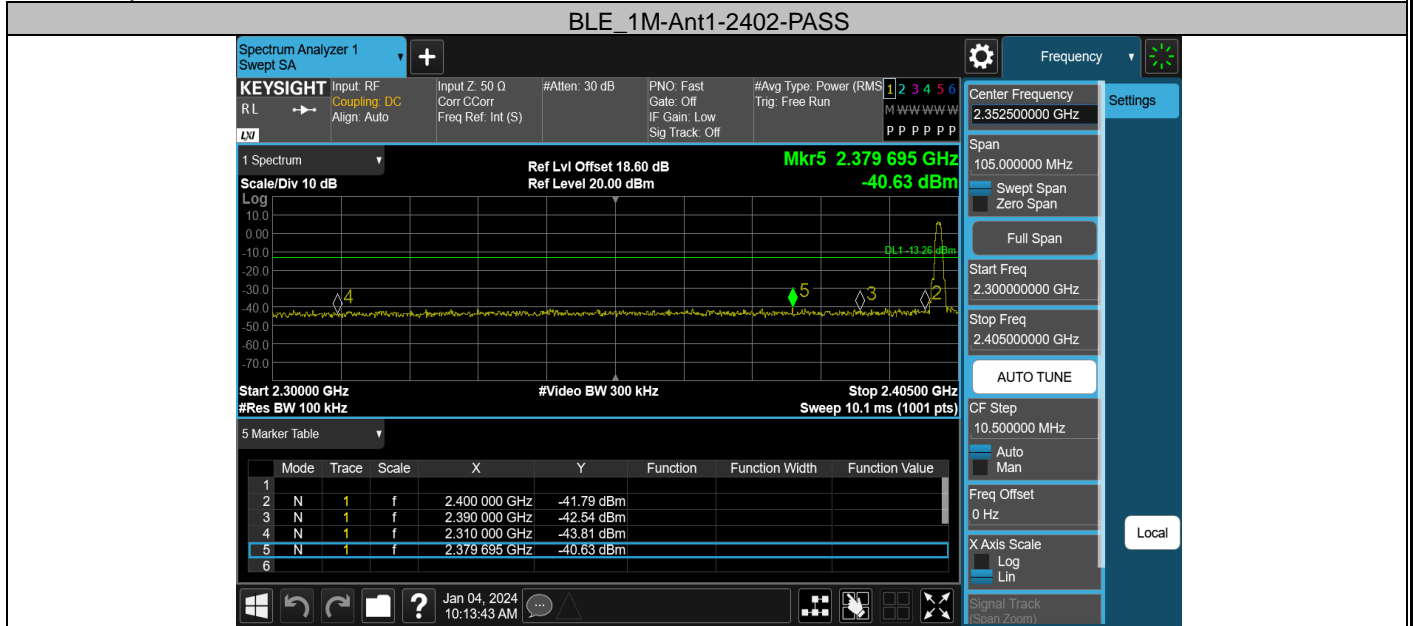 BLE_1M-Ant1-2402-PASS
Spectrum Analyzer 1
Swept SA
+
Frequency
KEYSIGHT
RL
LXI
Input: RF
Coupling: DC
Align: Auto
Input Z: 50 Ω
Corr CCorr
Freq Ref: Int (S)
#Atten: 30 dB
PNO: Fast
Gate: Off
IF Gain: Low
Sig Track: Off
#Avg Type: Power (RMS
Trig: Free Run
1 2 3 4 5 6
M W W W W W
P P P P P P
Center Frequency
2.352500000 GHz
Settings
Span
105.000000 MHz
Swept Span
Zero Span
Full Span
Start Freq
2.300000000 GHz
Stop Freq
2.405000000 GHz
AUTO TUNE
CF Step
10.500000 MHz
Auto
Man
Freq Offset
0 Hz
X Axis Scale
Log
Lin
Signal Track
(Span Zoom)
Local
1 Spectrum
Scale/Div 10 dB
Ref Lvl Offset 18.60 dB
Ref Level 20.00 dBm
Mkr5 2.379 695 GHz
-40.63 dBm
Log
10.0
0.00
-10.0
-20.0
-30.0
-40.0
-50.0
-60.0
-70.0
DL1 -13.26 dBm
4
5
3
2
Start 2.30000 GHz
#Video BW 300 kHz
Stop 2.40500 GHz
#Res BW 100 kHz
Sweep 10.1 ms (1001 pts)
5 Marker Table
Mode Trace Scale X Y Function Function Width Function Value
1
2 N 1 f 2.400 000 GHz -41.79 dBm
3 N 1 f 2.390 000 GHz -42.54 dBm
4 N 1 f 2.310 000 GHz -43.81 dBm
5 N 1 f 2.379 695 GHz -40.63 dBm
6
?
Jan 04, 2024
10:13:43 AM